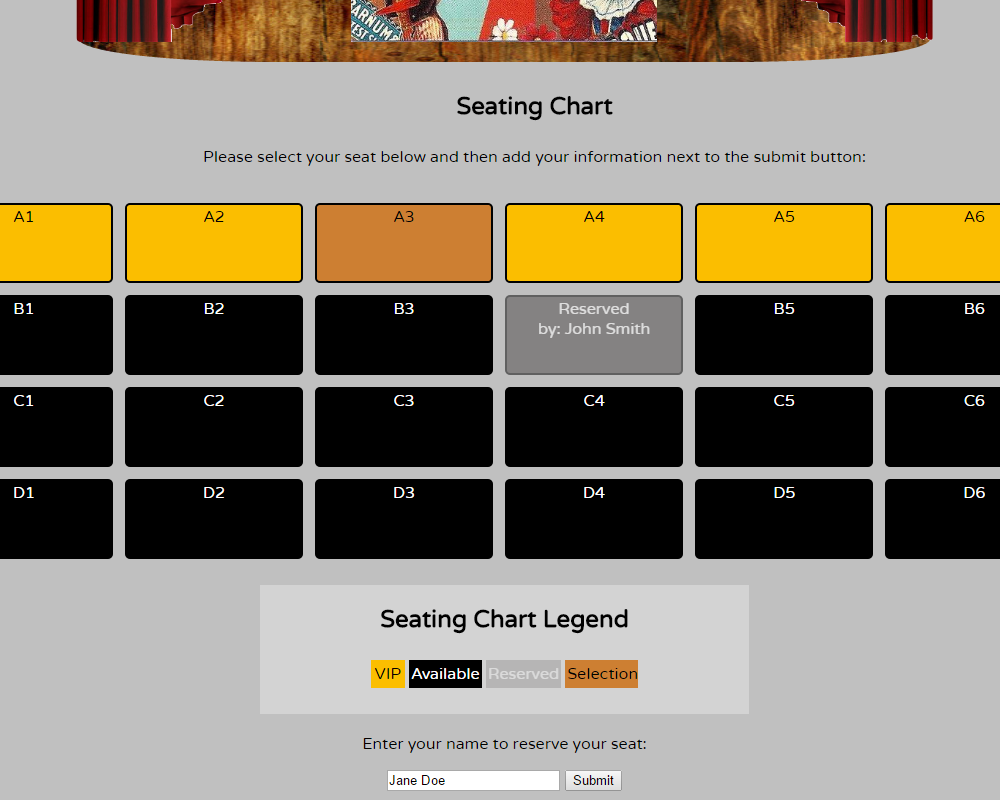 ARNUM
TEST C
QUE
Seating Chart
Please select your seat below and then add your information next to the submit button:
A1 A2 A3 A4 A5 A6
B1 B2 B3 Reserved B5 B6
by: John Smith
C1 C2 C3 C4 C5 C6
D1 D2 D3 D4 D5 D6
Seating Chart Legend
VIP Available Reserved Selection
Enter your name to reserve your seat:
Jane Doe Submit